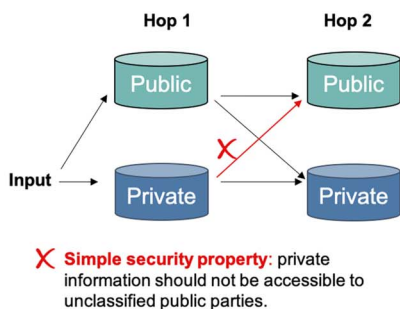 Hop 1 Hop 2
Public Public
Input
Private Private
X Simple security property: private
information should not be accessible to
unclassified public parties.